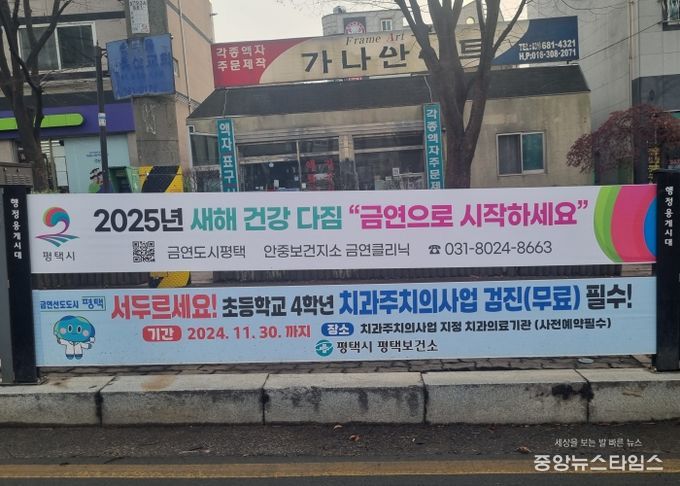 각종액자
주문제작
Frame Art
가나안
TEL: 681-4321
H.P:016-308-2071
액자표구
각종액자주문제
행정용게시대
행정용게시대
평택시
2025년 새해 건강 다짐 “금연으로 시작하세요”
금연도시평택 안중보건지소 금연클리닉 ☎031-8024-8663
금연선도도시 평택
서두르세요! 초등학교 4학년 치과주치의사업 검진(무료) 필수!
기간 2024. 11. 30. 까지 장소 치과주치의사업 지정 치과의료기관 (사전예약필수)
평택시 평택보건소
세상을 보는 발 빠른 뉴스
중앙뉴스타임스